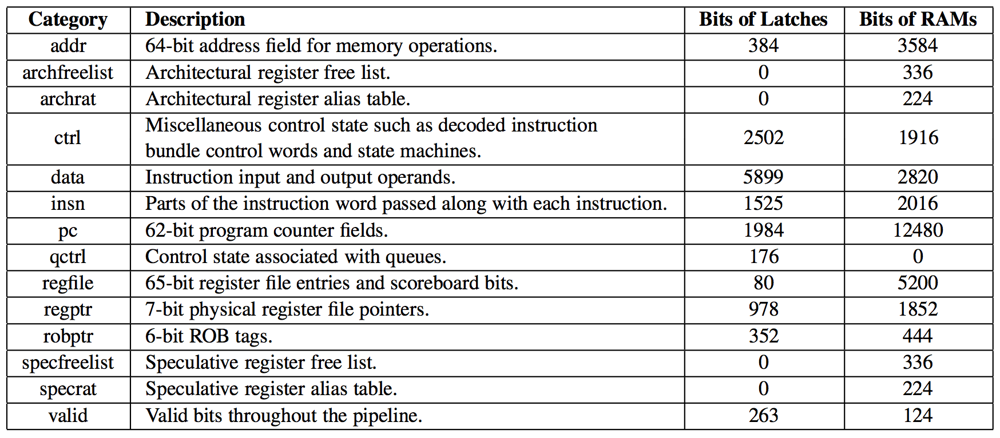 Category Description Bits of Latches Bits of RAMs
addr 64-bit address field for memory operations. 384 3584
archfreelist Architectural register free list. 0 336
archrat Architectural register alias table. 0 224
ctrl Miscellaneous control state such as decoded instruction
bundle control words and state machines. 2502 1916
data Instruction input and output operands. 5899 2820
insn Parts of the instruction word passed along with each instruction. 1525 2016
pc 62-bit program counter fields. 1984 12480
qctrl Control state associated with queues. 176 0
regfile 65-bit register file entries and scoreboard bits. 80 5200
regptr 7-bit physical register file pointers. 978 1852
robptr 6-bit ROB tags. 352 444
specfreelist Speculative register free list. 0 336
specrat Speculative register alias table. 0 224
valid Valid bits throughout the pipeline. 263 124